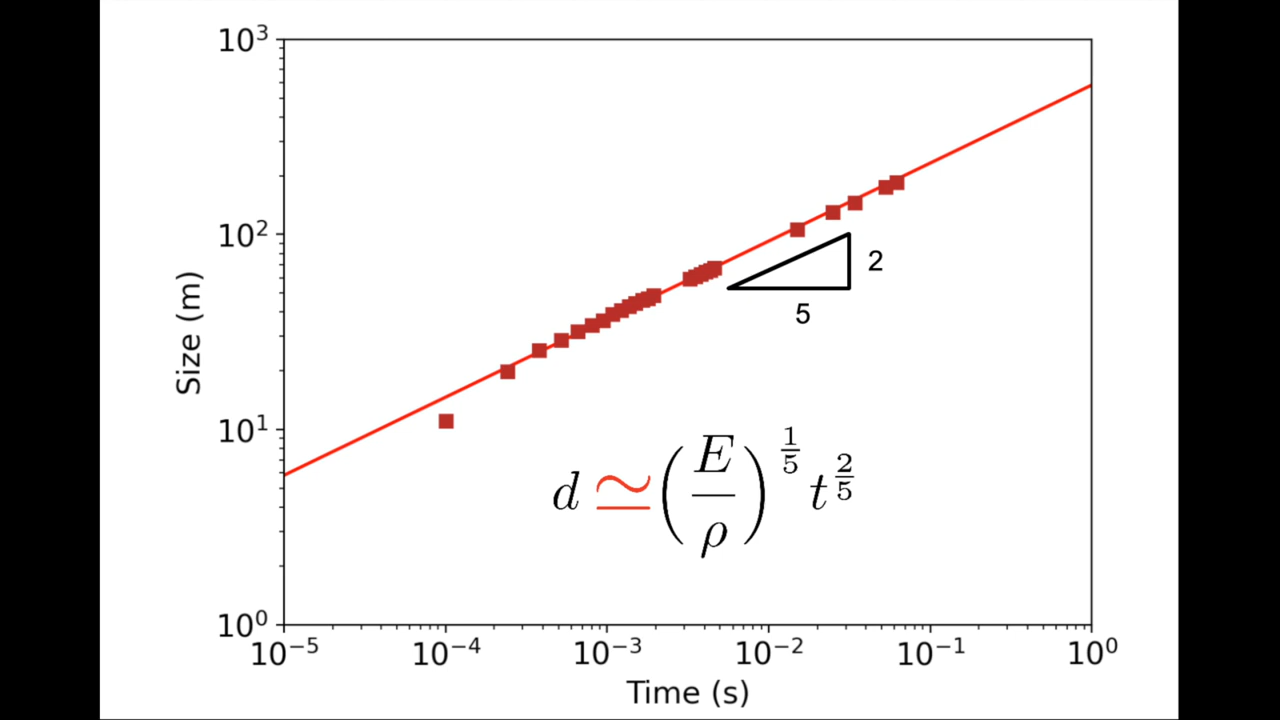 10³
10²
10¹
10⁰
Size (m)
2
5
d ≃ (E/ρ)^(1/5) t^(2/5)
10⁻⁵ 10⁻⁴ 10⁻³ 10⁻² 10⁻¹ 10⁰
Time (s)